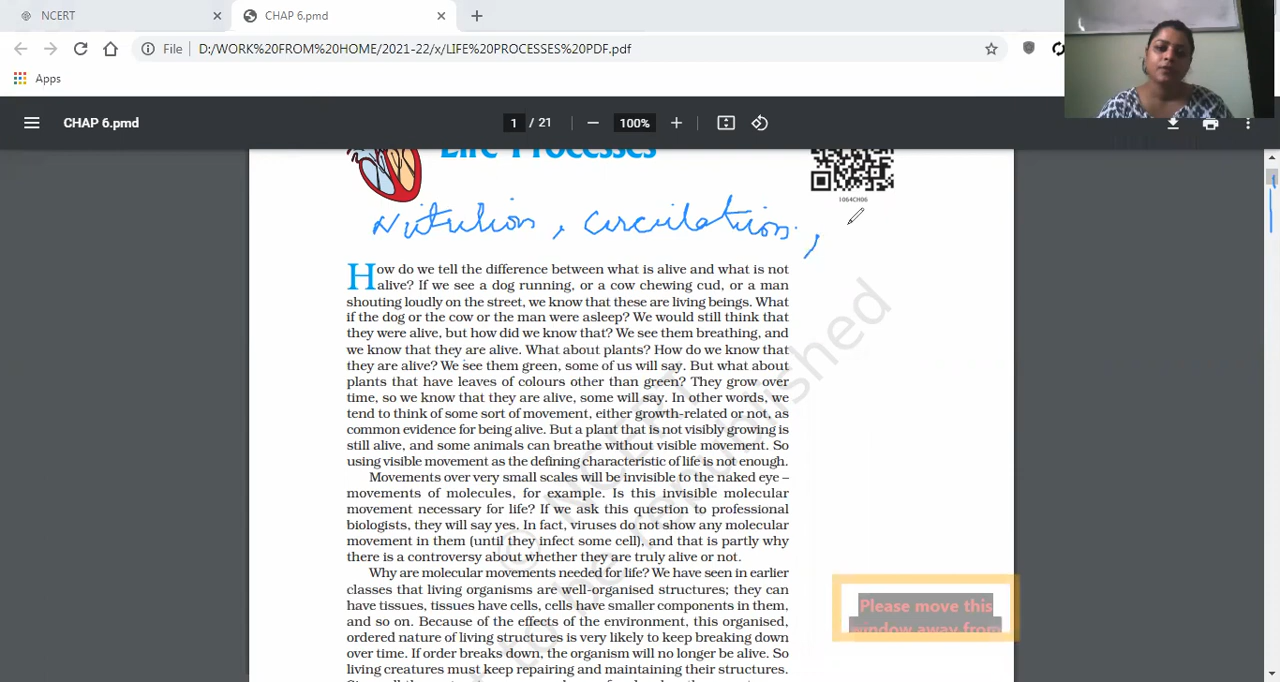 NCERT
CHAP 6.pmd
File D:/WORK%20FROM%20HOME/2021-22/x/LIFE%20PROCESSES%20PDF.pdf
Apps
CHAP 6.pmd 1 / 21 100%
Life Processes
1064CH06
Nutrition, Circulation,
How do we tell the difference between what is alive and what is not
alive? If we see a dog running, or a cow chewing cud, or a man
shouting loudly on the street, we know that these are living beings. What
if the dog or the cow or the man were asleep? We would still think that
they were alive, but how did we know that? We see them breathing, and
we know that they are alive. What about plants? How do we know that
they are alive? We see them green, some of us will say. But what about
plants that have leaves of colours other than green? They grow over
time, so we know that they are alive, some will say. In other words, we
tend to think of some sort of movement, either growth-related or not, as
common evidence for being alive. But a plant that is not visibly growing is
still alive, and some animals can breathe without visible movement. So
using visible movement as the defining characteristic of life is not enough.
Movements over very small scales will be invisible to the naked eye –
movements of molecules, for example. Is this invisible molecular
movement necessary for life? If we ask this question to professional
biologists, they will say yes. In fact, viruses do not show any molecular
movement in them (until they infect some cell), and that is partly why
there is a controversy about whether they are truly alive or not.
Why are molecular movements needed for life? We have seen in earlier
classes that living organisms are well-organised structures; they can
have tissues, tissues have cells, cells have smaller components in them,
and so on. Because of the effects of the environment, this organised,
ordered nature of living structures is very likely to keep breaking down
over time. If order breaks down, the organism will no longer be alive. So
living creatures must keep repairing and maintaining their structures.
© NCERT
to be republished
Please move this
window away from